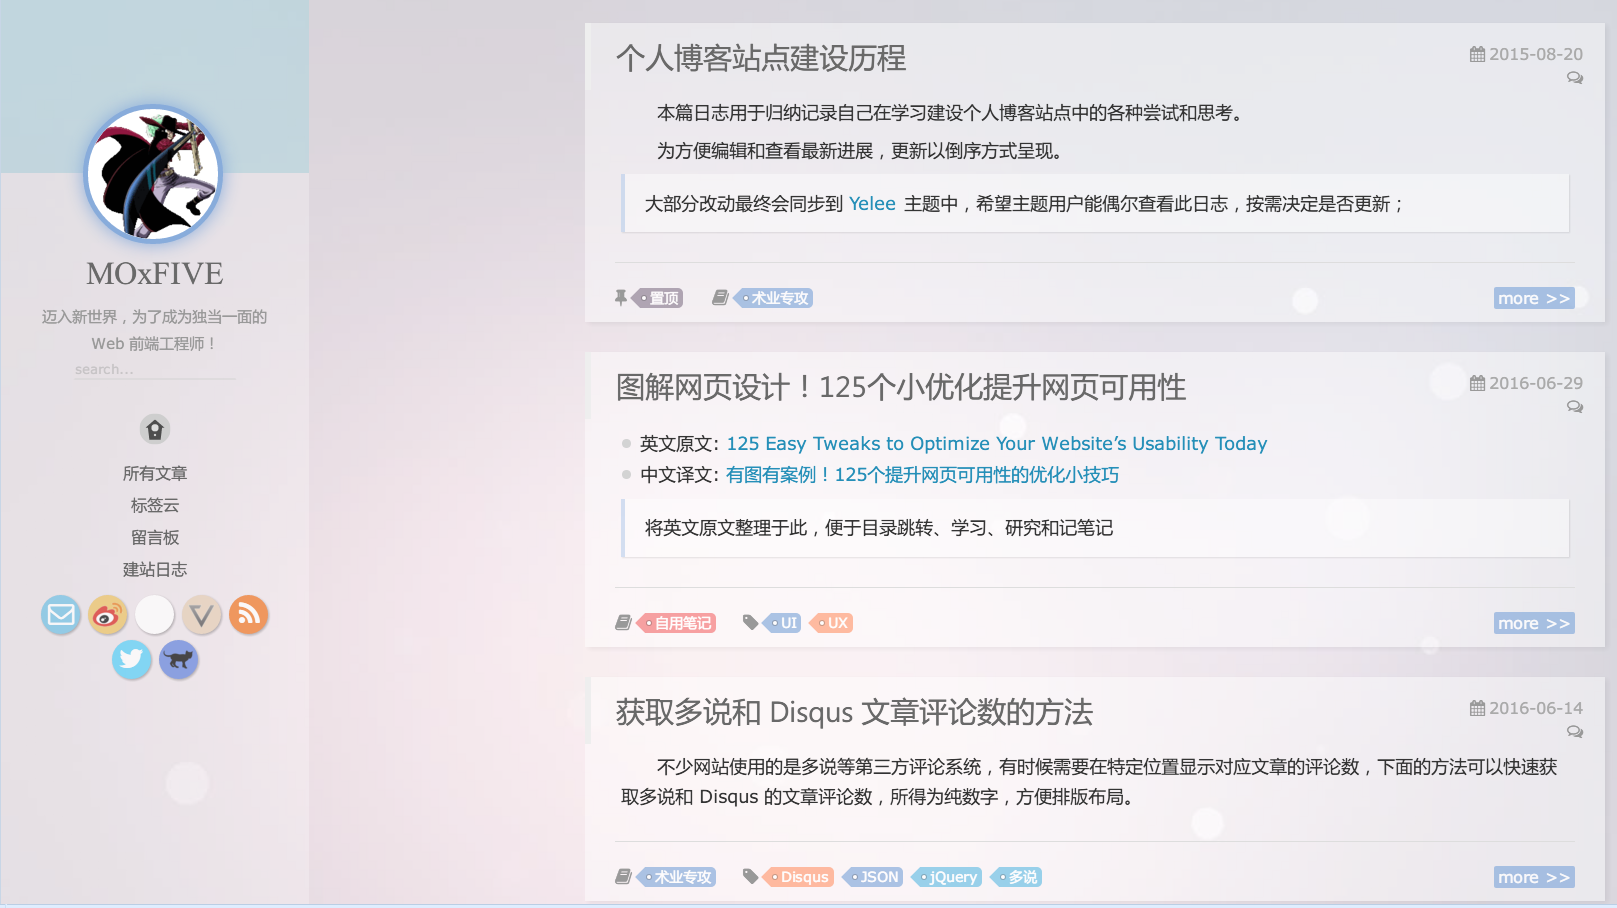 MOxFIVE
迈入新世界，为了成为独当一面的
Web 前端工程师！
search...
所有文章
标签云
留言板
建站日志
个人博客站点建设历程
2015-08-20
本篇日志用于归纳记录自己在学习建设个人博客站点中的各种尝试和思考。
为方便编辑和查看最新进展，更新以倒序方式呈现。
大部分改动最终会同步到 Yelee 主题中，希望主题用户能偶尔查看此日志，按需决定是否更新；
置顶 术业专攻 more >>
图解网页设计！125个小优化提升网页可用性
2016-06-29
英文原文: 125 Easy Tweaks to Optimize Your Website’s Usability Today
中文译文: 有图有案例！125个提升网页可用性的优化小技巧
将英文原文整理于此，便于目录跳转、学习、研究和记笔记
自用笔记 UI UX more >>
获取多说和 Disqus 文章评论数的方法
2016-06-14
不少网站使用的是多说等第三方评论系统，有时候需要在特定位置显示对应文章的评论数，下面的方法可以快速获
取多说和 Disqus 的文章评论数，所得为纯数字，方便排版布局。
术业专攻 Disqus JSON jQuery 多说 more >>